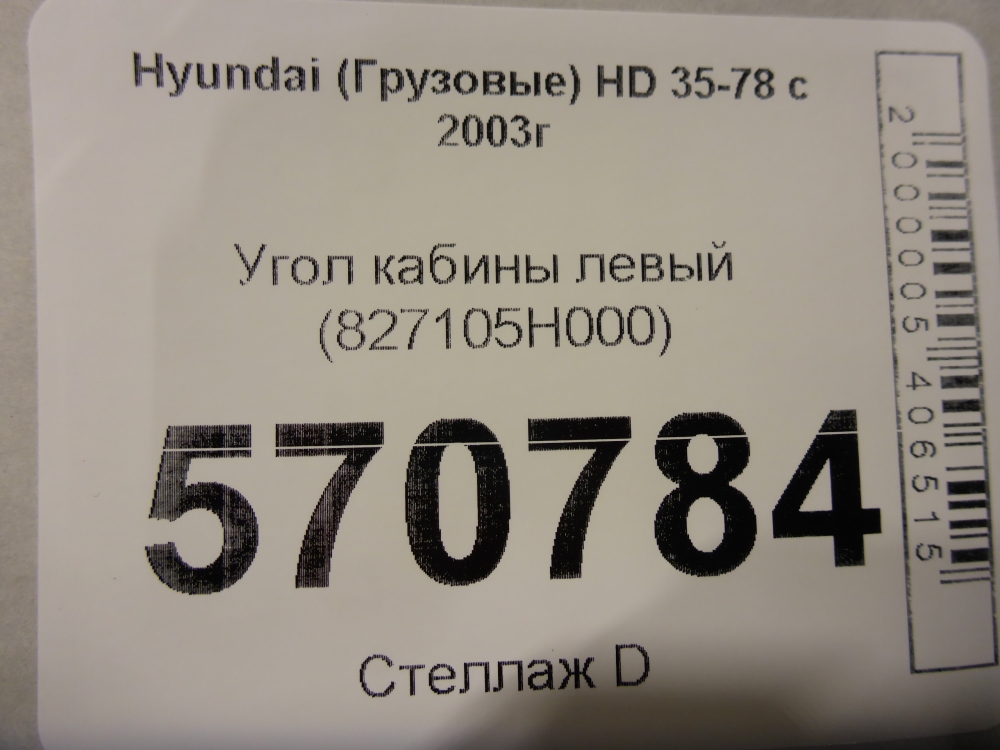 Hyundai (Грузовые) HD 35-78 с
2003г
Угол кабины левый
(827105H000)
570784
Стеллаж D
2000005406515